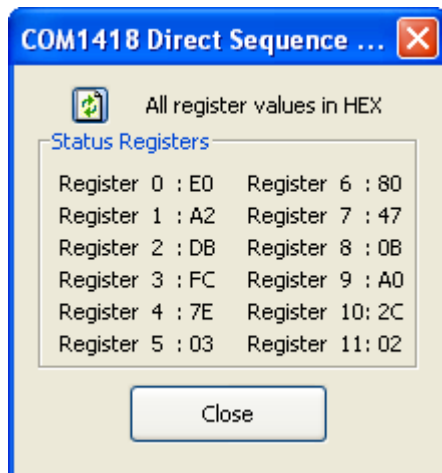 COM1418 Direct Sequence ...
All register values in HEX
Status Registers
Register 0 : E0 Register 6 : 80
Register 1 : A2 Register 7 : 47
Register 2 : DB Register 8 : 0B
Register 3 : FC Register 9 : A0
Register 4 : 7E Register 10: 2C
Register 5 : 03 Register 11: 02
Close